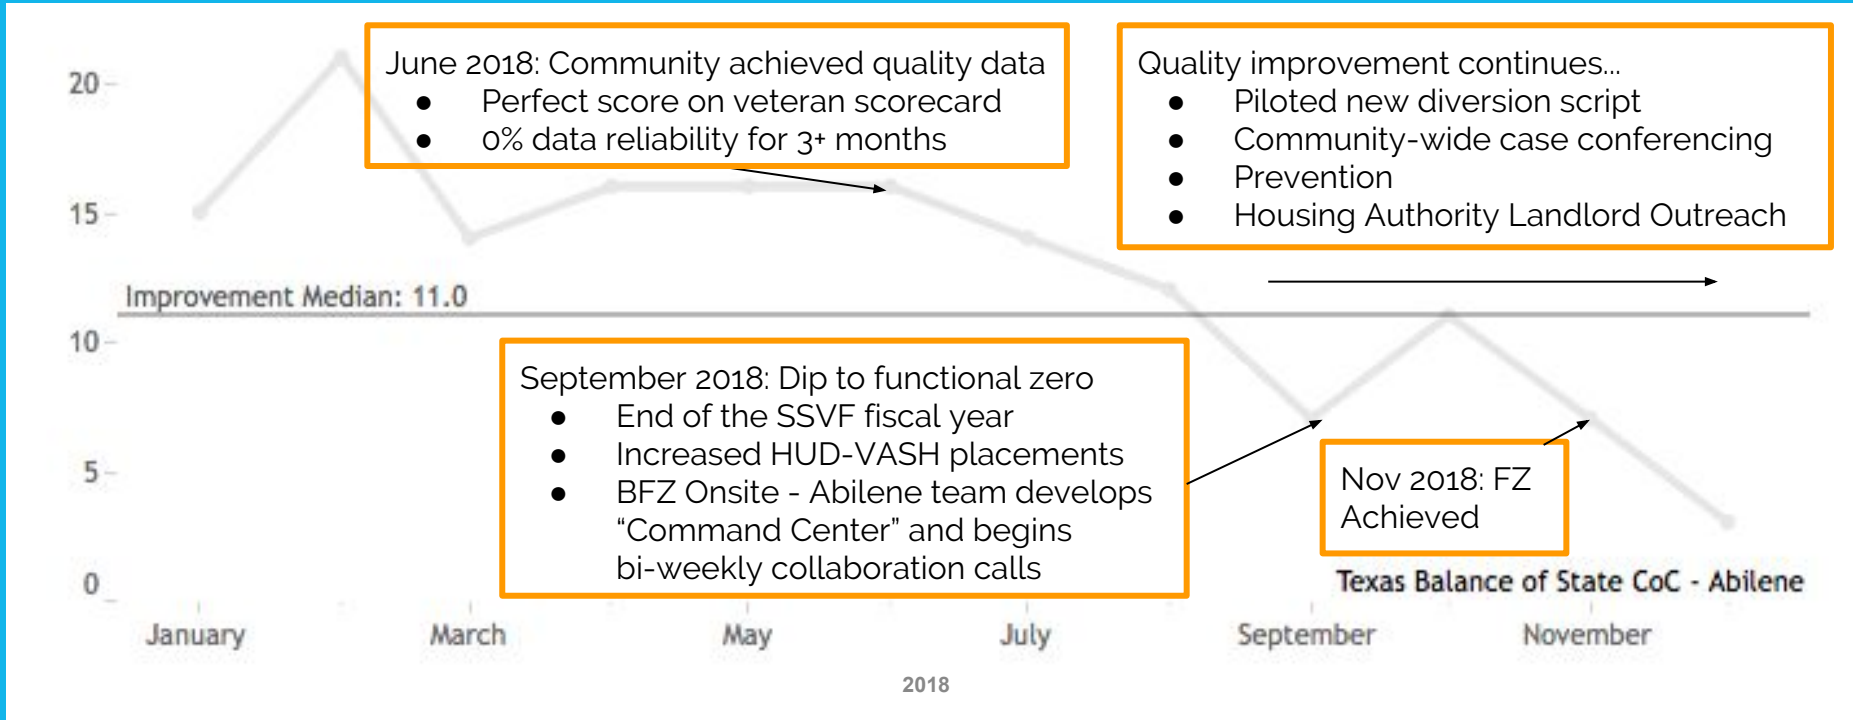 June 2018: Community achieved quality data
● Perfect score on veteran scorecard
● 0% data reliability for 3+ months
Quality improvement continues...
● Piloted new diversion script
● Community-wide case conferencing
● Prevention
● Housing Authority Landlord Outreach
20
15
Improvement Median: 11.0
10
September 2018: Dip to functional zero
● End of the SSVF fiscal year
● Increased HUD-VASH placements
● BFZ Onsite - Abilene team develops
“Command Center” and begins
bi-weekly collaboration calls
Nov 2018: FZ
Achieved
5
0
Texas Balance of State CoC - Abilene
January March May July September November
2018